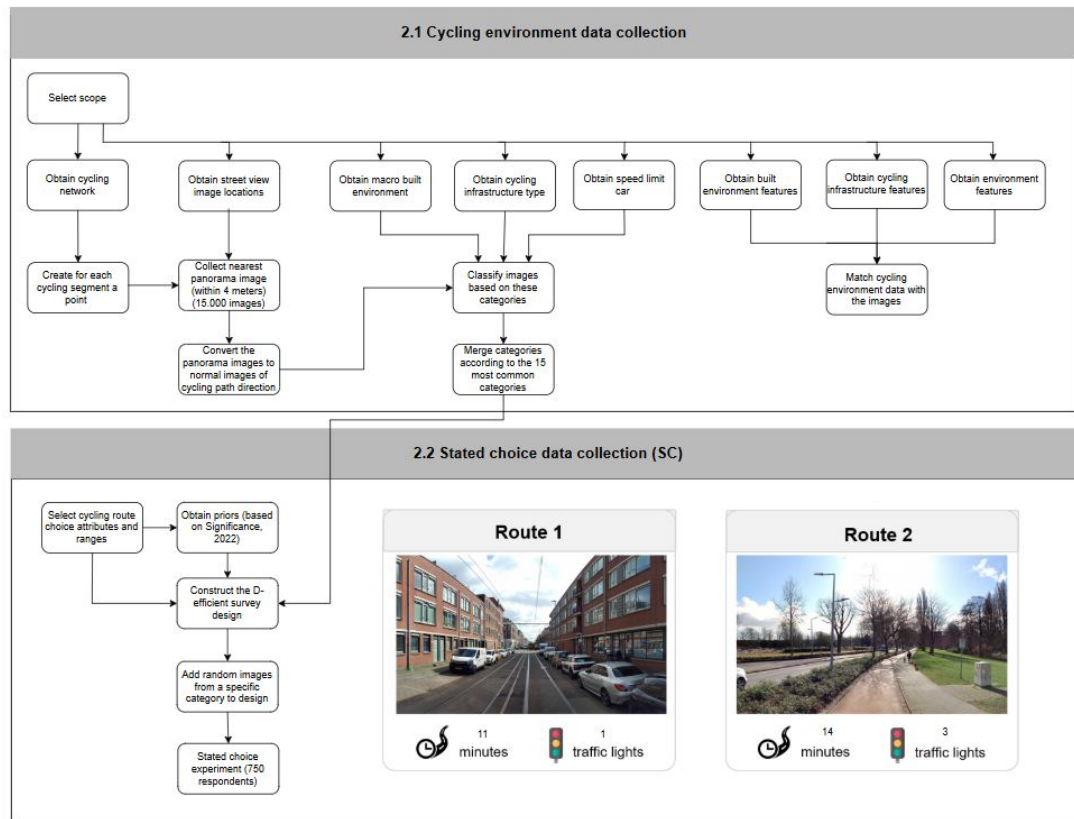 2.1 Cycling environment data collection
Select scope
Obtain cycling
network
Obtain street view
image locations
Obtain macro built
environment
Obtain cycling
infrastructure type
Obtain speed limit
car
Obtain built
environment features
Obtain cycling
infrastructure features
Obtain environment
features
Create for each
cycling segment a
point
Collect nearest
panorama image
(within 4 meters)
(15.000 images)
Classify images
based on these
categories
Match cycling
environment data with
the images
Convert the
panorama images to
normal images of
cycling path direction
Merge categories
according to the 15
most common
categories
2.2 Stated choice data collection (SC)
Select cycling route
choice attributes and
ranges
Obtain priors (based
on Significance,
2022)
Construct the D-
efficient survey
design
Add random images
from a specific
category to design
Stated choice
experiment (750
respondents)
Route 1
11
minutes
1
traffic lights
Route 2
14
minutes
3
traffic lights